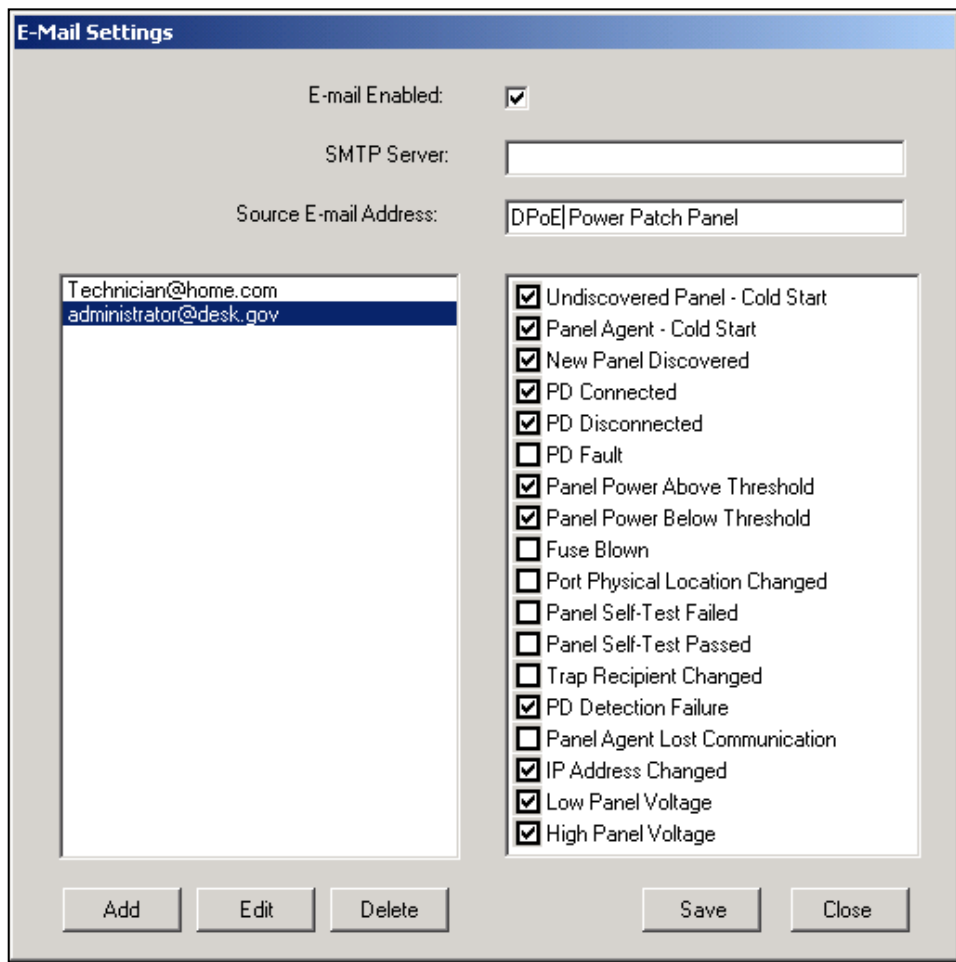 E-Mail Settings
E-mail Enabled:
SMTP Server:
Source E-mail Address:
DPoE Power Patch Panel
Technician@home.com
administrator@desk.gov
Undiscovered Panel - Cold Start
Panel Agent - Cold Start
New Panel Discovered
PD Connected
PD Disconnected
PD Fault
Panel Power Above Threshold
Panel Power Below Threshold
Fuse Blown
Port Physical Location Changed
Panel Self-Test Failed
Panel Self-Test Passed
Trap Recipient Changed
PD Detection Failure
Panel Agent Lost Communication
IP Address Changed
Low Panel Voltage
High Panel Voltage
Add Edit Delete Save Close